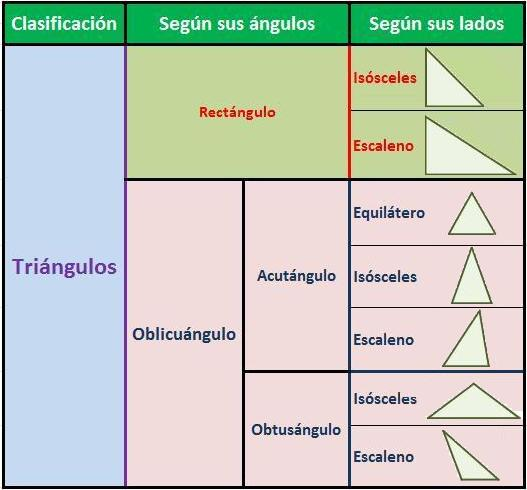 Clasificación Según sus ángulos Según sus lados
Isósceles
Rectángulo
Escaleno
Equilátero
Triángulos
Acutángulo Isósceles
Oblicuángulo
Escaleno
Isósceles
Obtusángulo
Escaleno